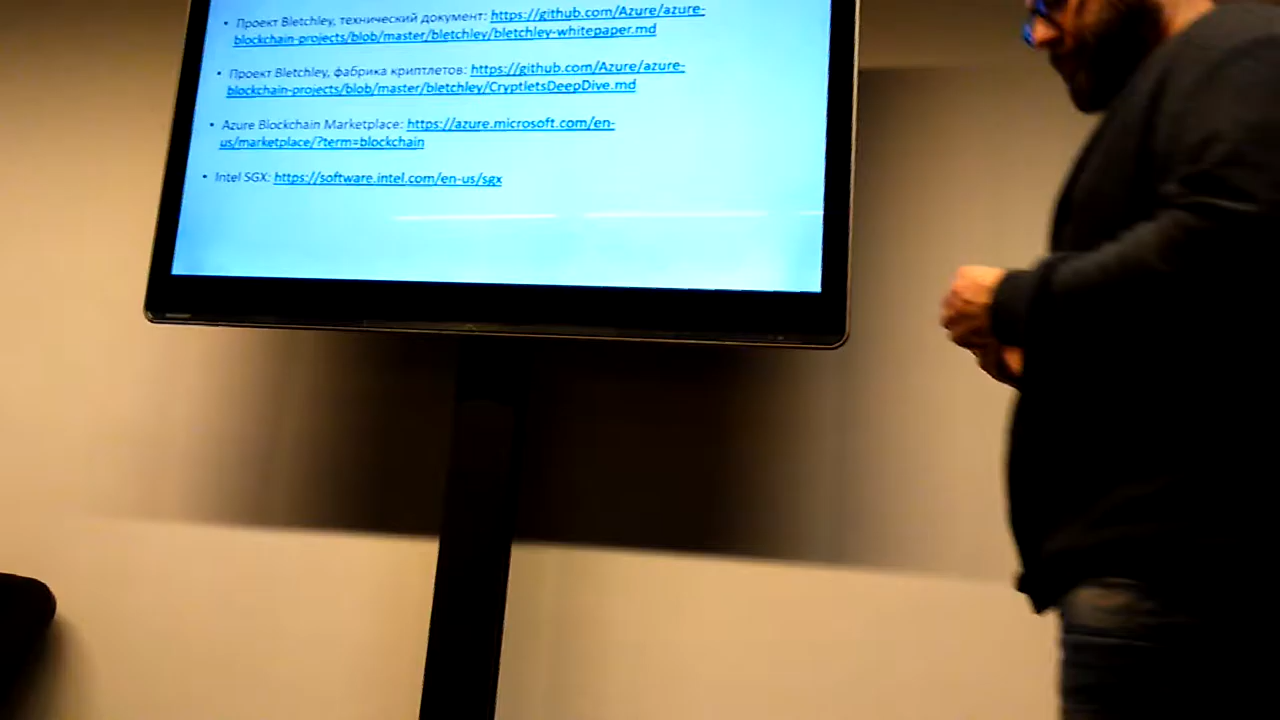 • Проект Bletchley, технический документ: https://github.com/Azure/azure-
blockchain-projects/blob/master/bletchley/bletchley-whitepaper.md
• Проект Bletchley, фабрика криптлетов: https://github.com/Azure/azure-
blockchain-projects/blob/master/bletchley/CryptletsDeepDive.md
• Azure Blockchain Marketplace: https://azure.microsoft.com/en-
us/marketplace/?term=blockchain
• Intel SGX: https://software.intel.com/en-us/sgx